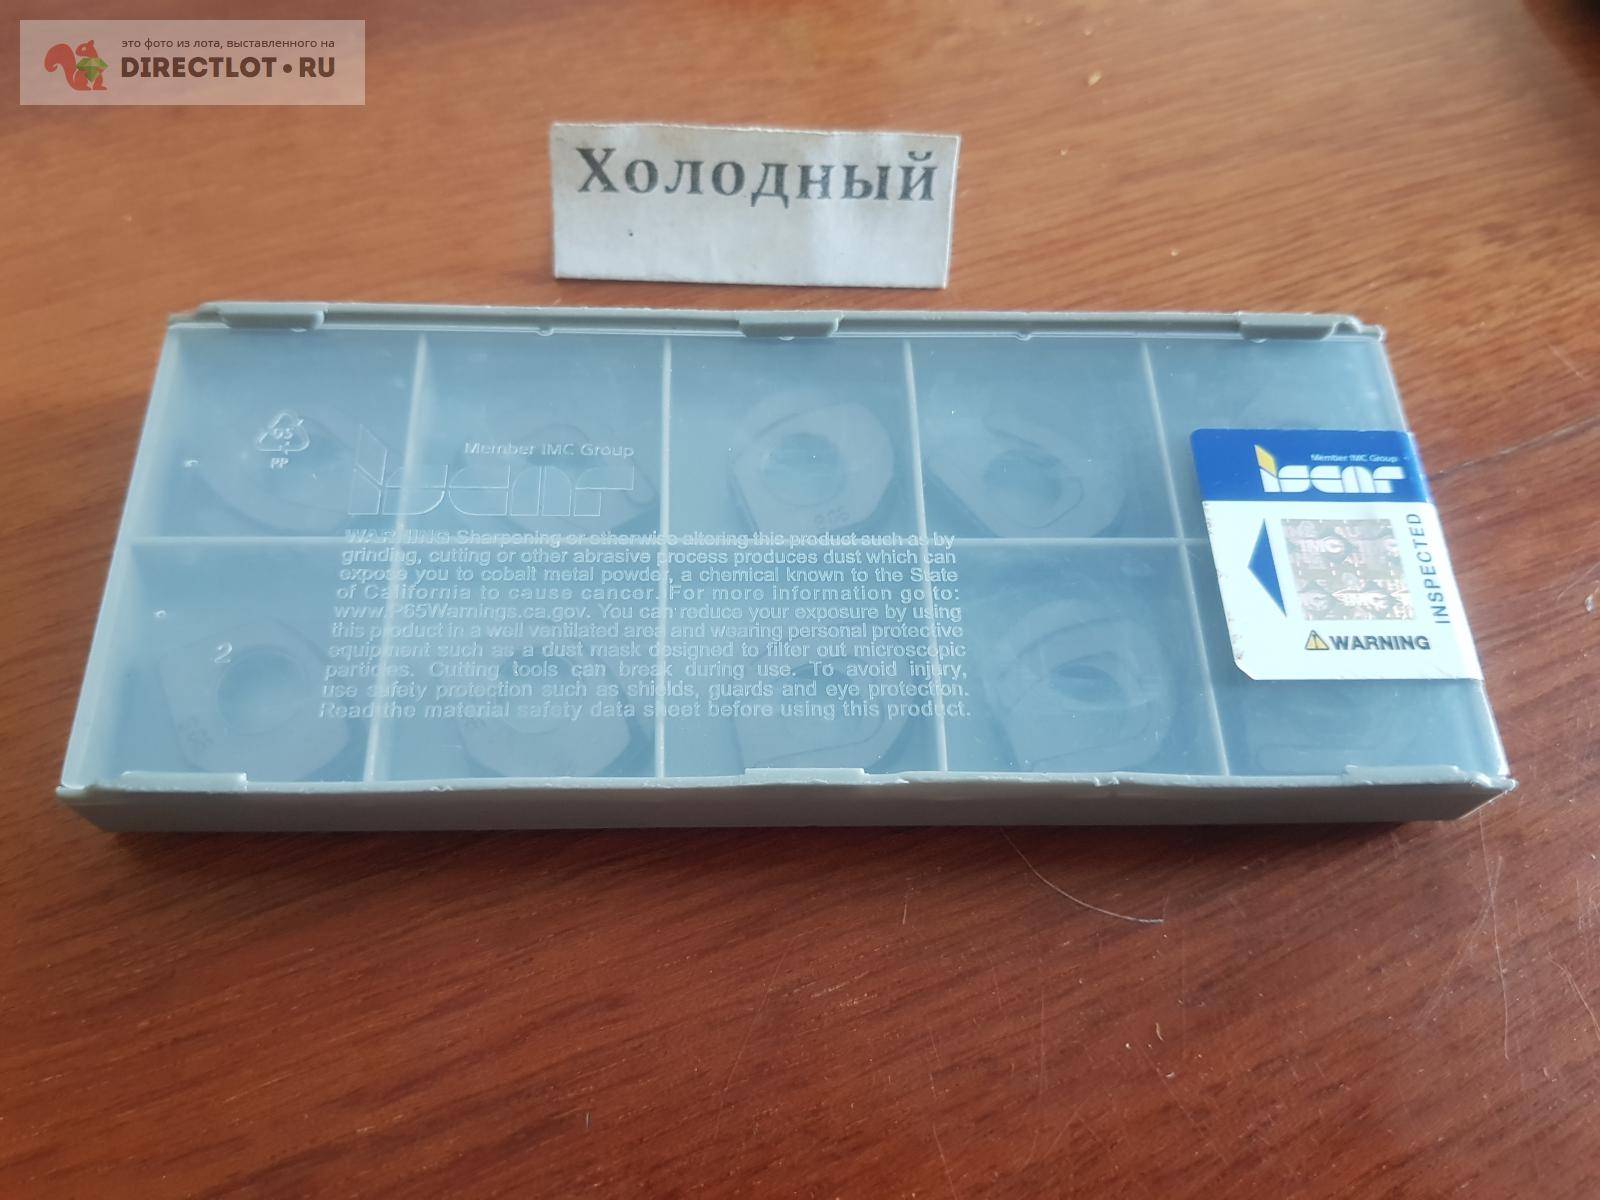 это фото из лота, выставленного на
DIRECTLOT•RU
Холодный
05
PP
Member IMC Group
iscar
WARNING Sharpening or otherwise altering this product such as by
grinding, cutting or other abrasive process produces dust which can
expose you to cobalt metal powder, a chemical known to the State
of California to cause cancer. For more information go to:
www.P65Warnings.ca.gov. You can reduce your exposure by using
this product in a well ventilated area and wearing personal protective
equipment such as a dust mask designed to filter out microscopic
particles. Cutting tools can break during use. To avoid injury,
use safety protection such as shields, guards and eye protection.
Read the material safety data sheet before using this product.
2
Member IMC Group
iscar
IMC
INSPECTED
WARNING